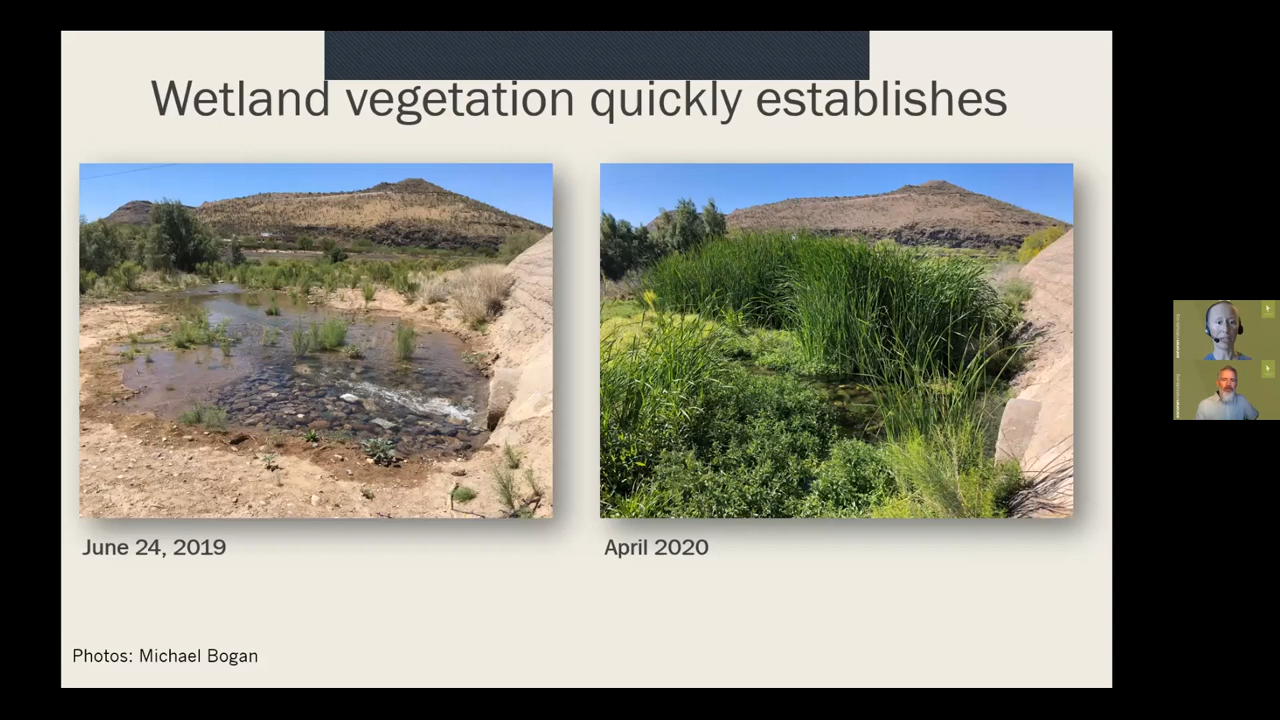 Wetland vegetation quickly establishes
June 24, 2019
April 2020
Photos: Michael Bogan